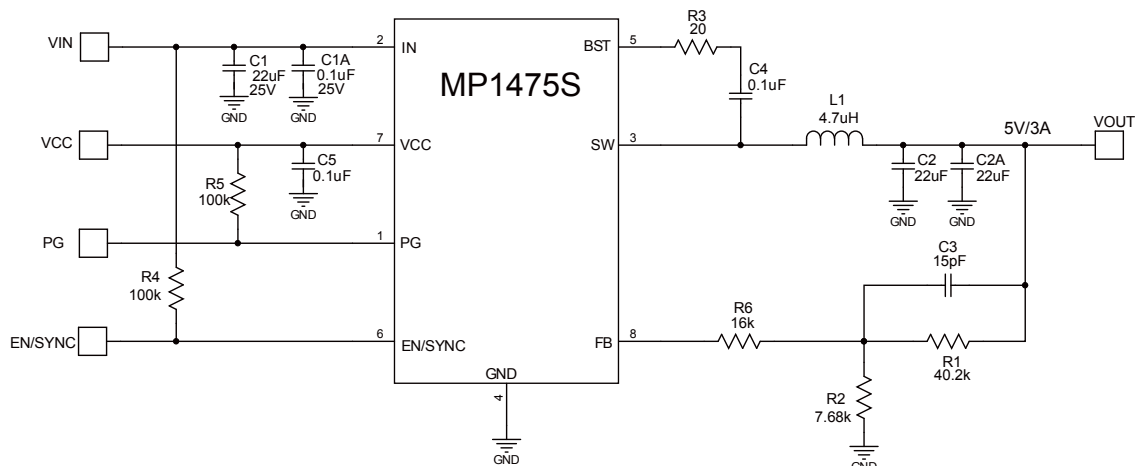 VIN
2
IN
C1
22uF
25V
GND
C1A
0.1uF
25V
GND
MP1475S
BST
5
R3
20
C4
0.1uF
L1
4.7uH
5V/3A
VOUT
VCC
7
VCC
C5
0.1uF
GND
R5
100k
SW
3
C2
22uF
GND
C2A
22uF
GND
PG
1
PG
R4
100k
C3
15pF
R6
16k
EN/SYNC
6
EN/SYNC
FB
8
R1
40.2k
GND
4
GND
R2
7.68k
GND